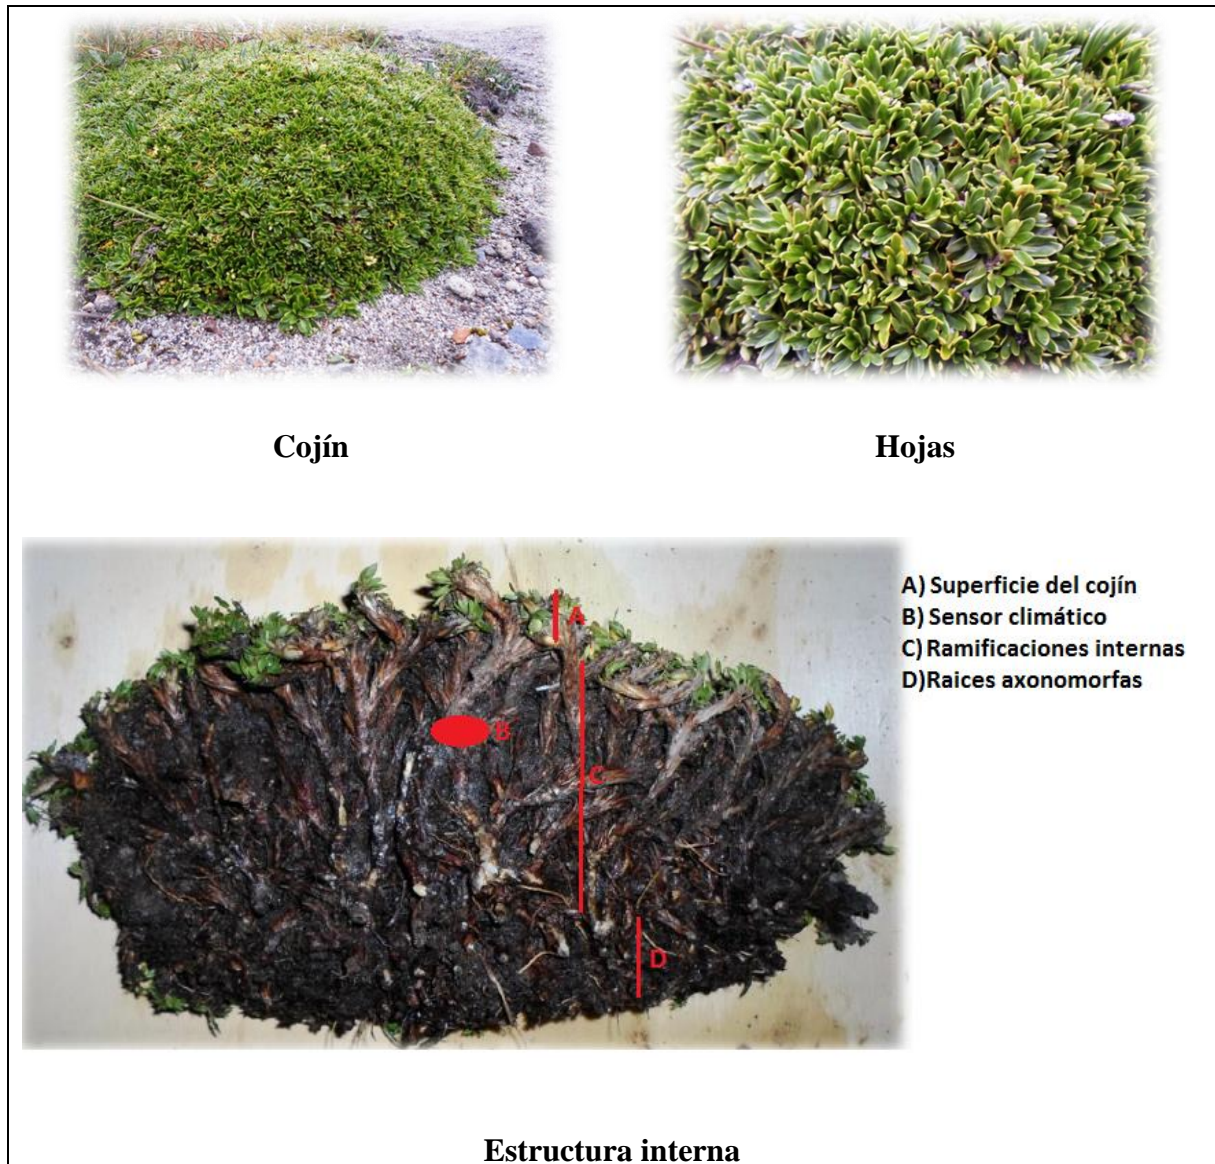 Cojín
Hojas
A
B
C
D
A) Superficie del cojín
B) Sensor climático
C) Ramificaciones internas
D)Raices axonomorfas
Estructura interna